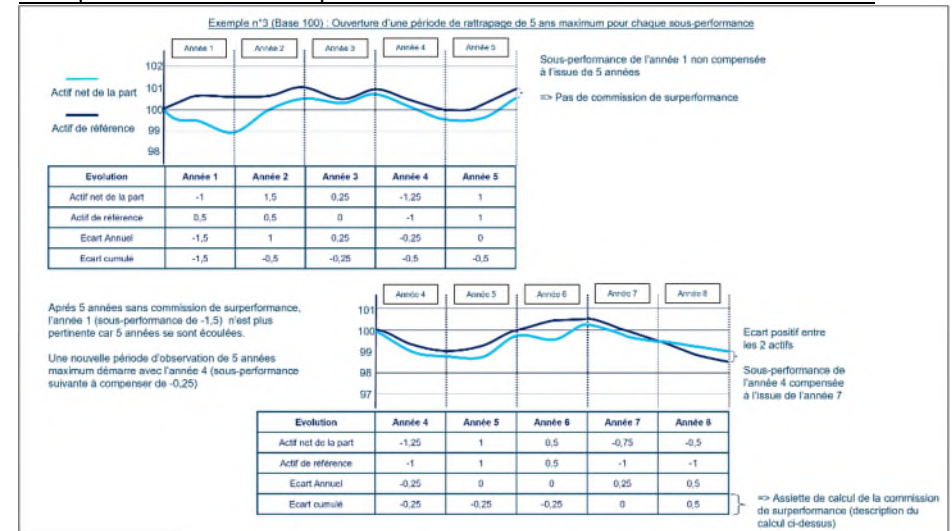 Exemple n°3 (Base 100) : Ouverture d'une période de rattrapage de 5 ans maximum pour chaque sous-performance
Année 1 Année 2 Année 3 Année 4 Année 5
102
101
100
99
98
Actif net de la part
Actif de référence
Sous-performance de l'année 1 non compensée
à l'issue de 5 années
=> Pas de commission de surperformance
Evolution Année 1 Année 2 Année 3 Année 4 Année 5
Actif net de la part -1 1,5 0,25 -1,25 1
Actif de référence 0,5 0,5 0 -1 1
Ecart Annuel -1,5 1 0,25 -0,25 0
Ecart cumulé -1,5 -0,5 -0,25 -0,5 -0,5
Après 5 années sans commission de surperformance,
l'année 1 (sous-performance de -1,5) n'est plus
pertinente car 5 années se sont écoulées.
Une nouvelle période d'observation de 5 années
maximum démarre avec l'année 4 (sous-performance
suivante à compenser de -0,25)
Année 4 Année 5 Année 6 Année 7 Année 8
101
100
99
98
97
Ecart positif entre
les 2 actifs
Sous-performance de
l'année 4 compensée
à l'issue de l'année 7
Evolution Année 4 Année 5 Année 6 Année 7 Année 8
Actif net de la part -1,25 1 0,5 -0,75 -0,5
Actif de référence -1 1 0.5 -1 -1
Ecart Annuel -0,25 0 0 0,25 0,5
Ecart cumulé -0,25 -0,25 -0,25 0 0,5
=> Assiette de calcul de la commission
de surperformance (description du
calcul ci-dessus)